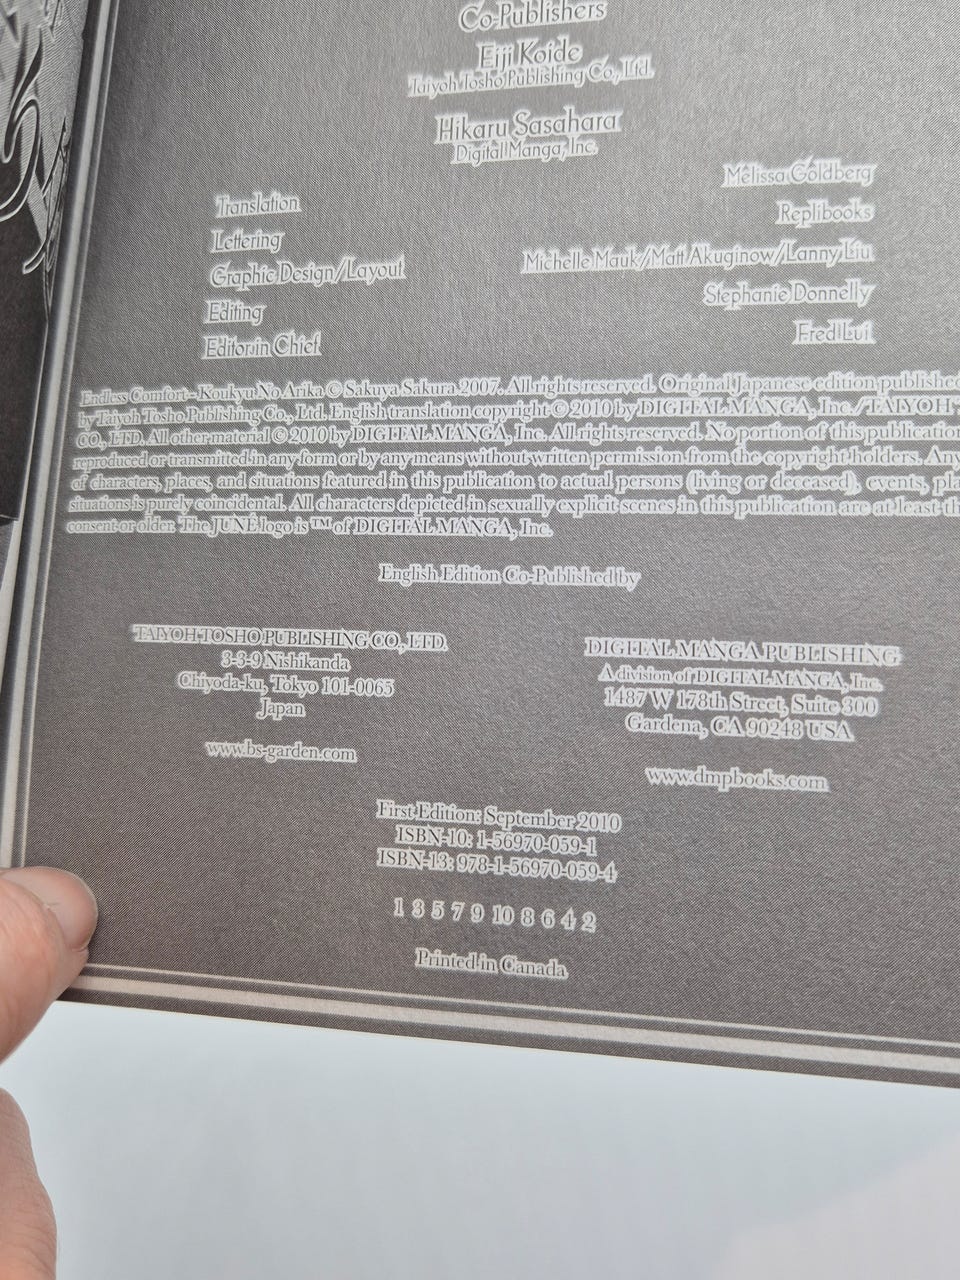 Co-Publishers
Eiji Koide
Taiyoh Tosho Publishing Co., Ltd.
Hikaru Sasahara
Digital Manga, Inc.
Translation Melissa Goldberg
Lettering Replibooks
Graphic Design/Layout Michelle Mauk/Matt Akuginow/Lanny Liu
Editing Stephanie Donnelly
Editor in Chief Fred Lui
Endless Comfort - Koukyu No Arika © Sakuya Sakura 2007. All rights reserved. Original Japanese edition published
by Taiyoh Tosho Publishing Co., Ltd. English translation copyright © 2010 by DIGITAL MANGA, Inc./TAIYOH
CO., LTD. All other material © 2010 by DIGITAL MANGA, Inc. All rights reserved. No portion of this publication
reproduced or transmitted in any form or by any means without written permission from the copyright holders. Any
of characters, places, and situations featured in this publication to actual persons (living or deceased), events, pla
situations is purely coincidental. All characters depicted in sexually explicit scenes in this publication are at least th
consent or older. The JUNÉ logo is ™ of DIGITAL MANGA, Inc.
English Edition Co-Published by
TAIYOH TOSHO PUBLISHING CO., LTD.
3-3-9 Nishikanda
Chiyoda-ku, Tokyo 101-0065
Japan
www.bs-garden.com
DIGITAL MANGA PUBLISHING
A division of DIGITAL MANGA, Inc.
1487 W 178th Street, Suite 300
Gardena, CA 90248 USA
www.dmpbooks.com
First Edition: September 2010
ISBN-10: 1-56970-059-1
ISBN-13: 978-1-56970-059-4
1 3 5 7 9 10 8 6 4 2
Printed in Canada